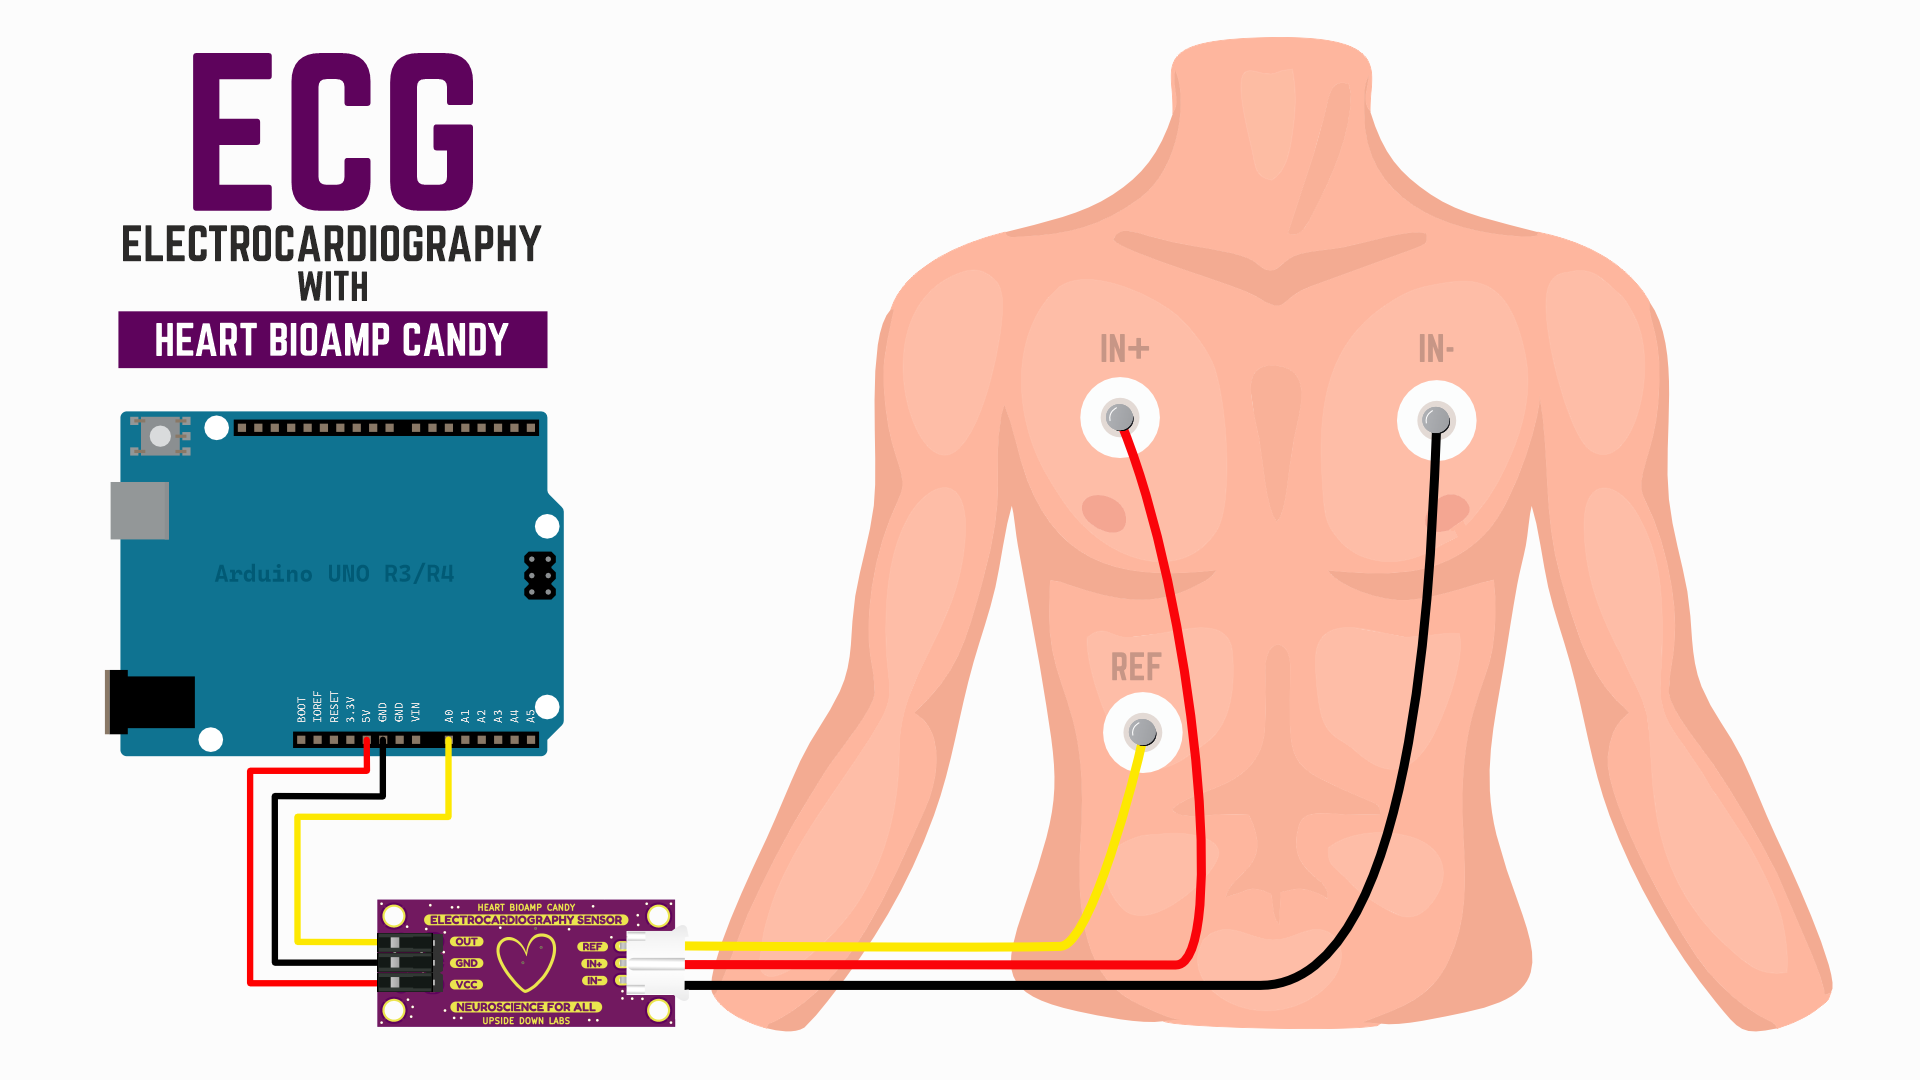 ECG
ELECTROCARDIOGRAPHY
WITH
HEART BIOAMP CANDY
Arduino UNO R3/R4
BOOT
IOREF
RESET
3.3V
5V
GND
GND
VIN
A0
A1
A2
A3
A4
A5
HEART BIOAMP CANDY
ELECTROCARDIOGRAPHY SENSOR
OUT
GND
VCC
REF
IN+
IN-
NEUROSCIENCE FOR ALL
UPSIDE DOWN LABS
IN+
IN-
REF